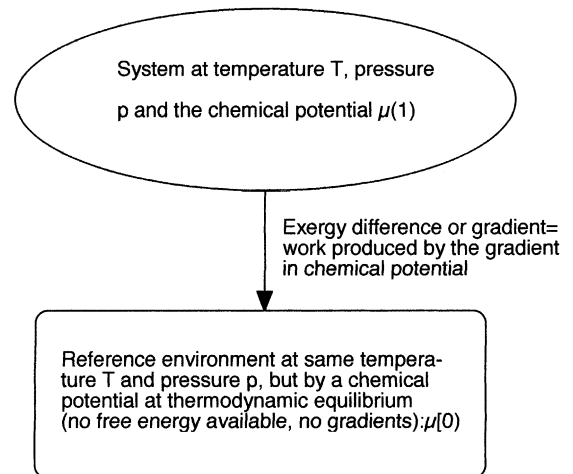 System at temperature T, pressure
p and the chemical potential μ(1)
Exergy difference or gradient=
work produced by the gradient
in chemical potential
Reference environment at same tempera-
ture T and pressure p, but by a chemical
potential at thermodynamic equilibrium
(no free energy available, no gradients):μ[0)